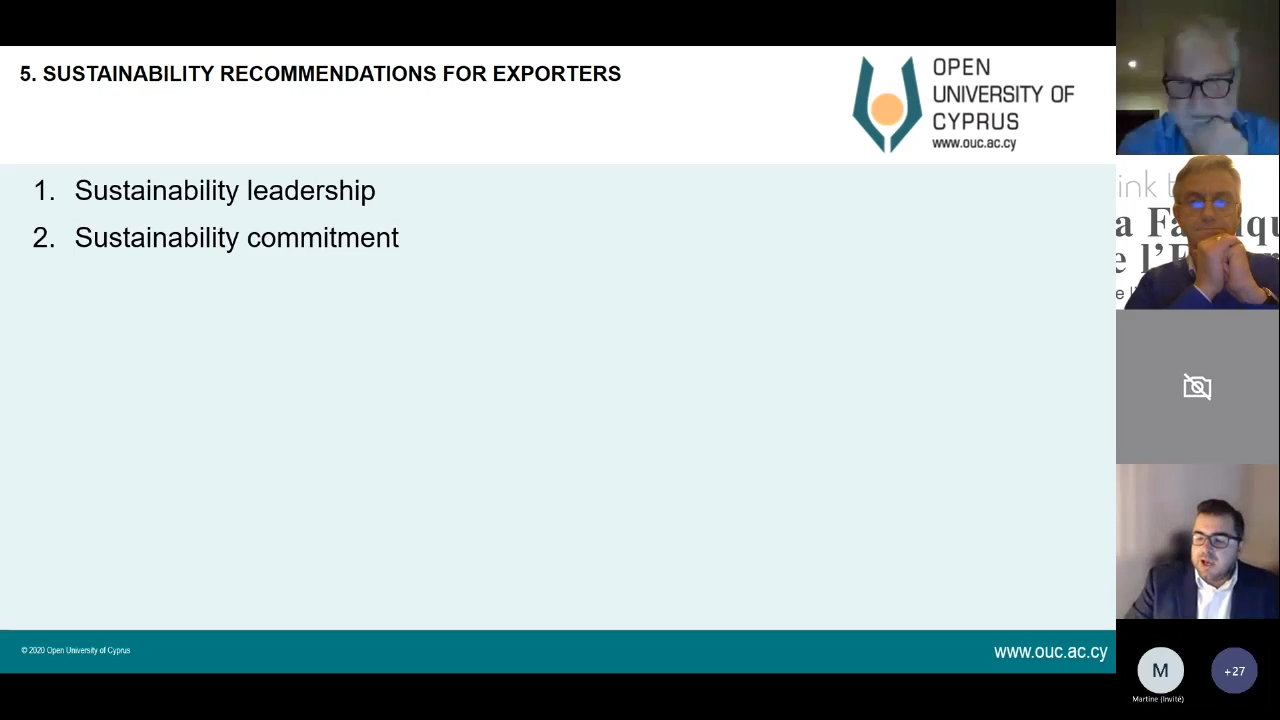 5. SUSTAINABILITY RECOMMENDATIONS FOR EXPORTERS
OPEN
UNIVERSITY OF
CYPRUS
www.ouc.ac.cy
1. Sustainability leadership
2. Sustainability commitment
© 2020 Open University of Cyprus
www.ouc.ac.cy
M
+27
Martine (Invité)